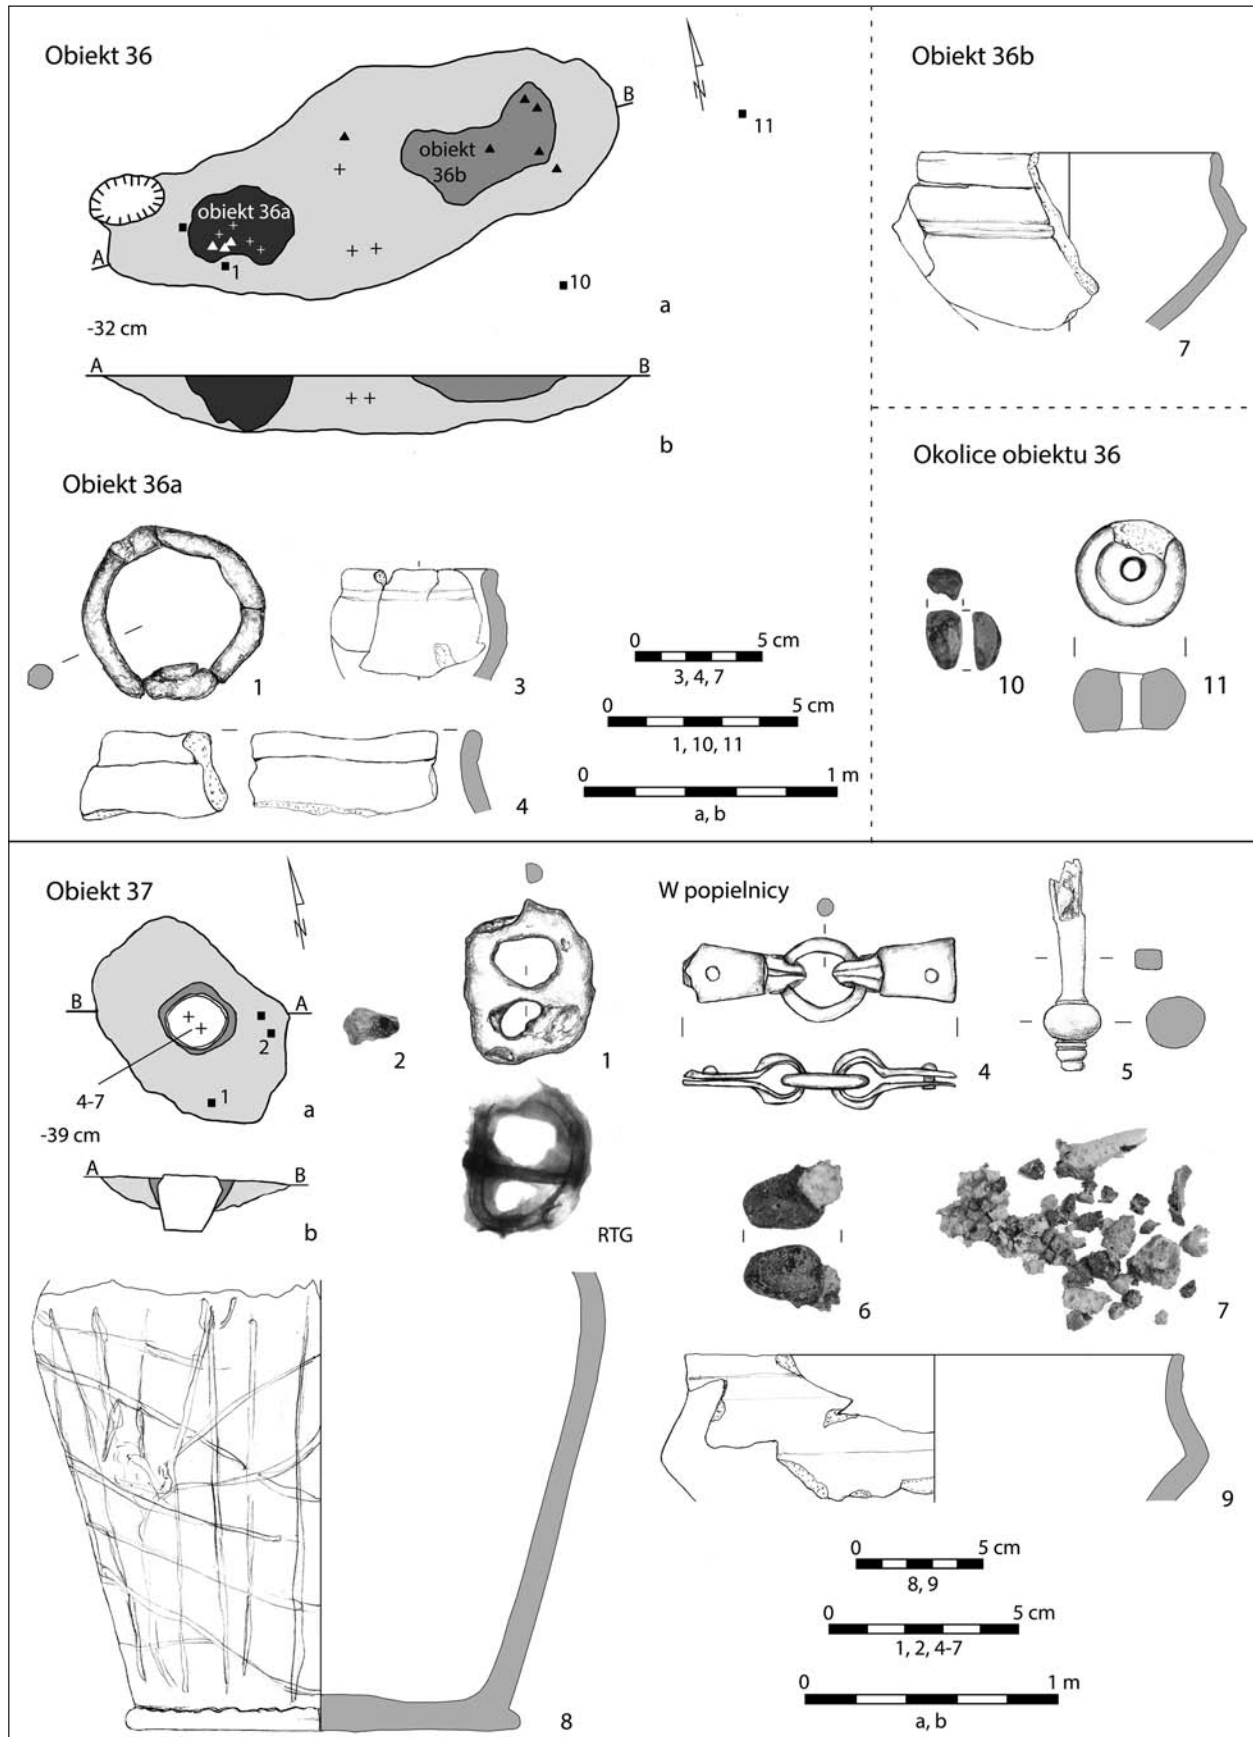 Obiekt 36
N
B
11
obiekt
36b
obiekt 36a
A
1
10
a
-32 cm
A
B
b
Obiekt 36a
1
3
4
0 5 cm
3, 4, 7
0 5 cm
1, 10, 11
0 1 m
a, b
Obiekt 36b
7
Okolice obiektu 36
10
11
Obiekt 37
N
B
A
2
4-7
1
a
-39 cm
A
B
b
2
1
RTG
W popielnicy
4
5
6
7
8
9
0 5 cm
8, 9
0 5 cm
1, 2, 4-7
0 1 m
a, b